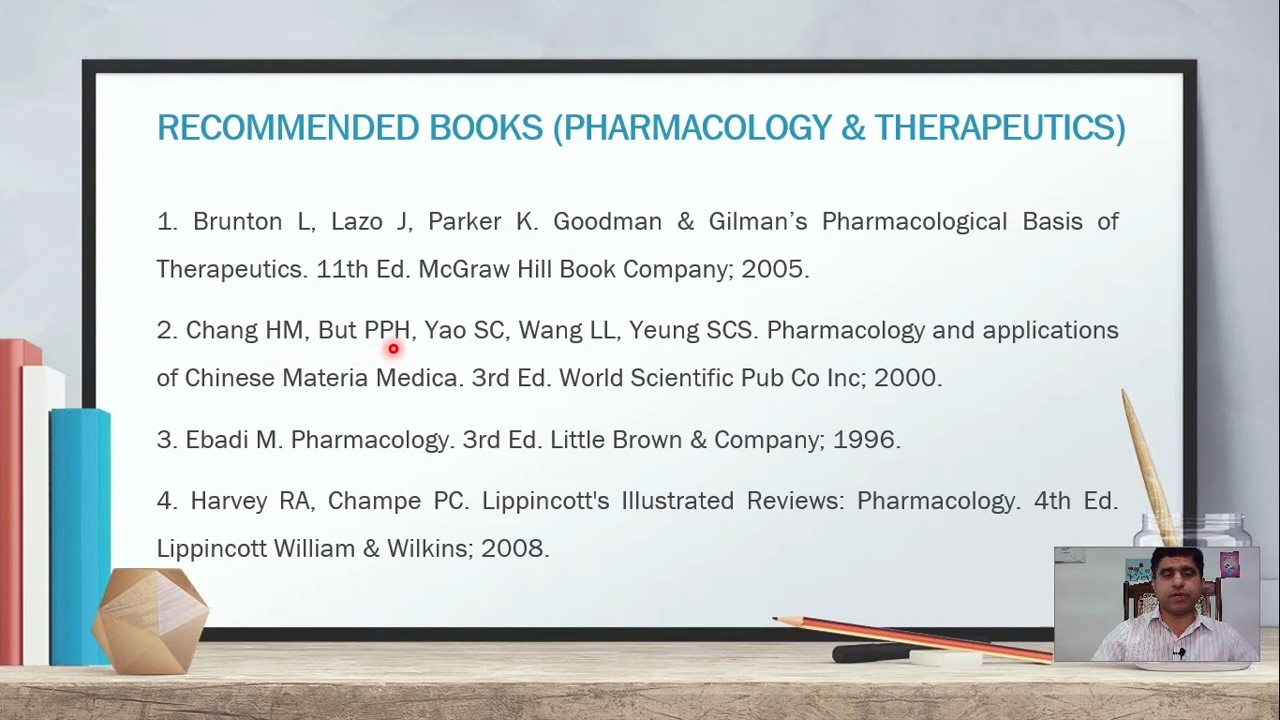 RECOMMENDED BOOKS (PHARMACOLOGY & THERAPEUTICS)
1. Brunton L, Lazo J, Parker K. Goodman & Gilman’s Pharmacological Basis of
Therapeutics. 11th Ed. McGraw Hill Book Company; 2005.
2. Chang HM, But PPH, Yao SC, Wang LL, Yeung SCS. Pharmacology and applications
of Chinese Materia Medica. 3rd Ed. World Scientific Pub Co Inc; 2000.
3. Ebadi M. Pharmacology. 3rd Ed. Little Brown & Company; 1996.
4. Harvey RA, Champe PC. Lippincott's Illustrated Reviews: Pharmacology. 4th Ed.
Lippincott William & Wilkins; 2008.